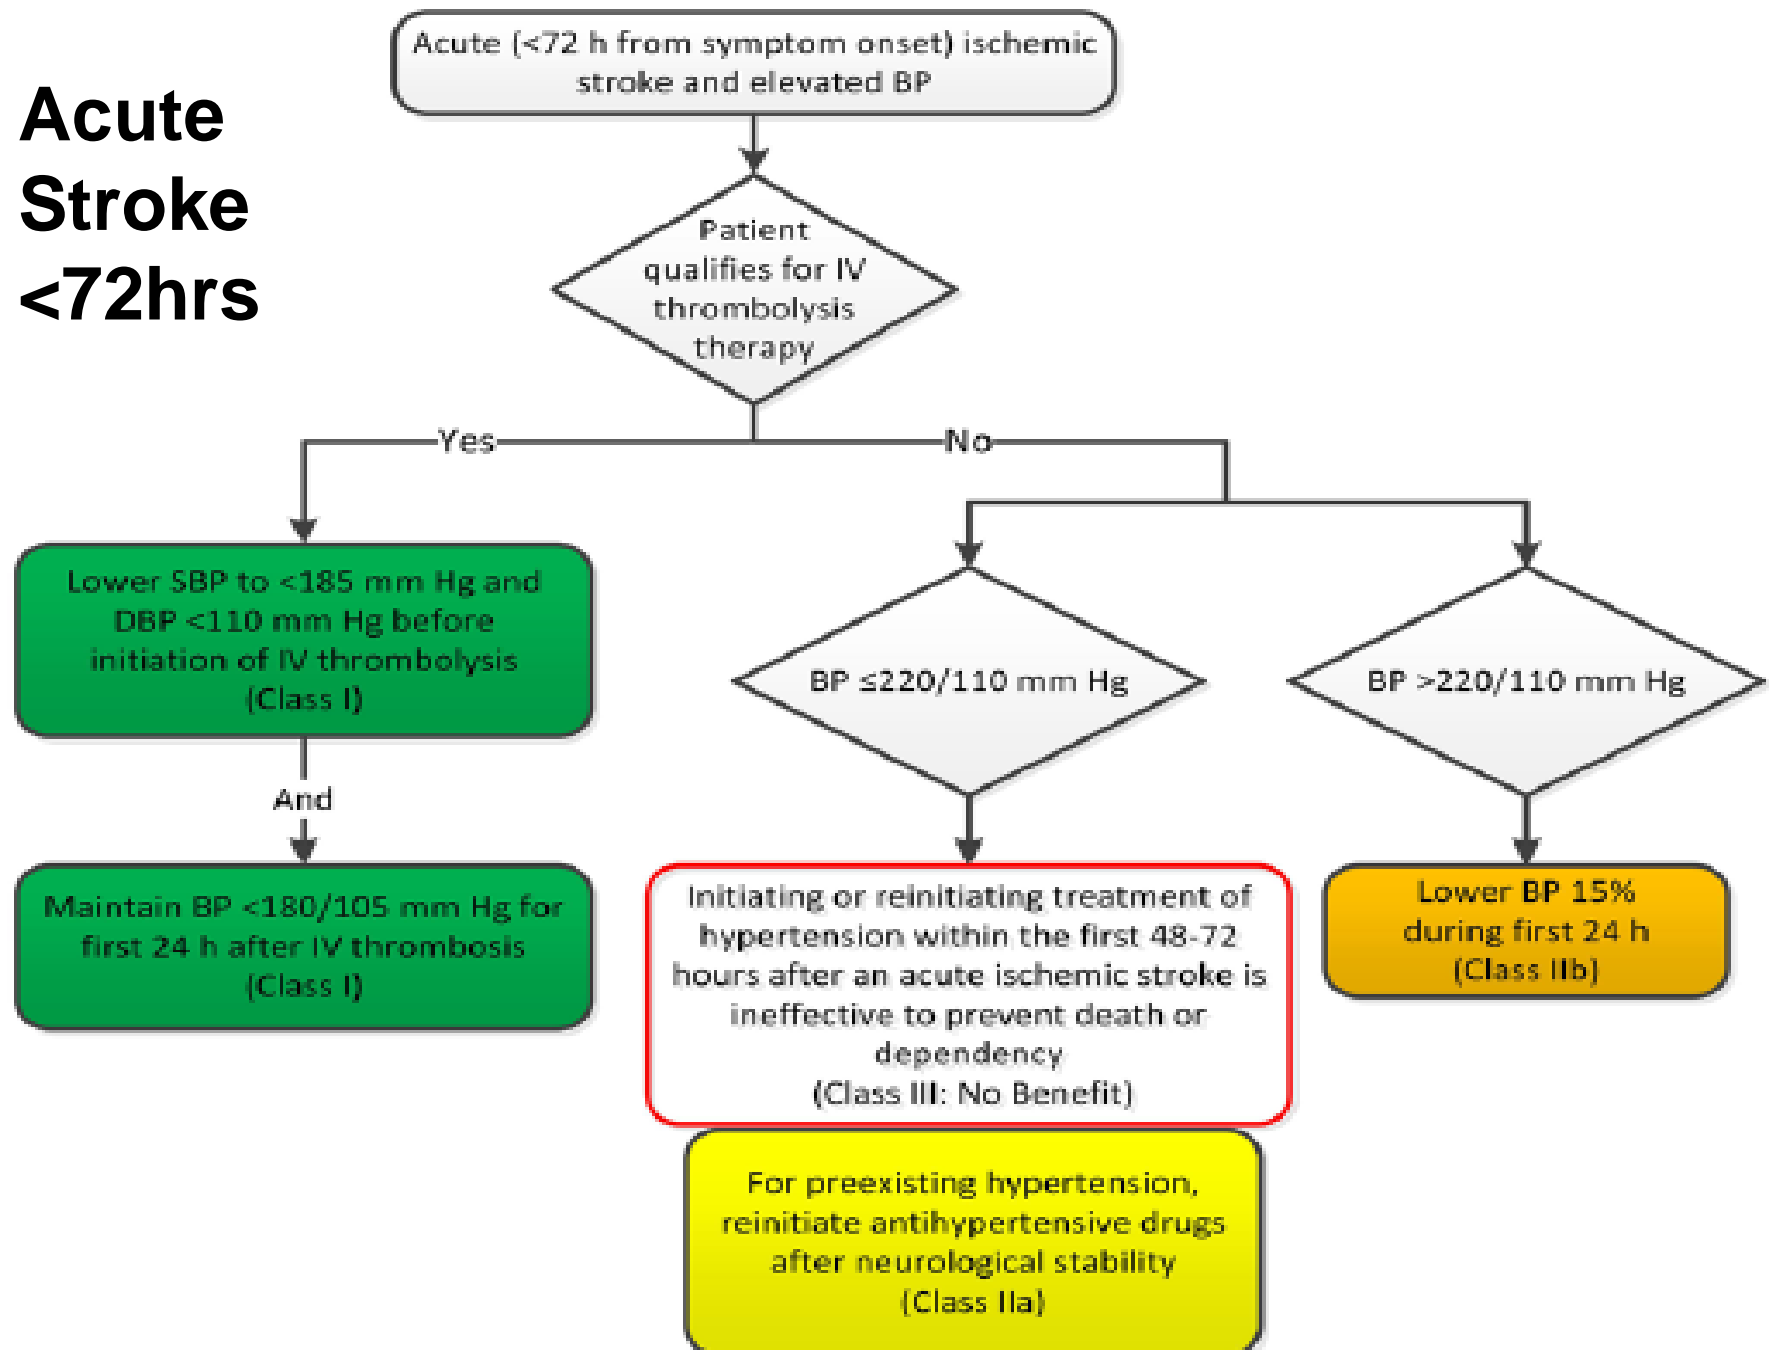 Acute
Stroke
<72hrs
Acute (<72 h from symptom onset) ischemic
stroke and elevated BP
Patient
qualifies for IV
thrombolysis
therapy
Yes
No
Lower SBP to <185 mm Hg and
DBP <110 mm Hg before
initiation of IV thrombolysis
(Class I)
And
Maintain BP <180/105 mm Hg for
first 24 h after IV thrombosis
(Class I)
BP ≤220/110 mm Hg
BP >220/110 mm Hg
Initiating or reinitiating treatment of
hypertension within the first 48-72
hours after an acute ischemic stroke is
ineffective to prevent death or
dependency
(Class III: No Benefit)
Lower BP 15%
during first 24 h
(Class IIb)
For preexisting hypertension,
reinitiate antihypertensive drugs
after neurological stability
(Class IIa)